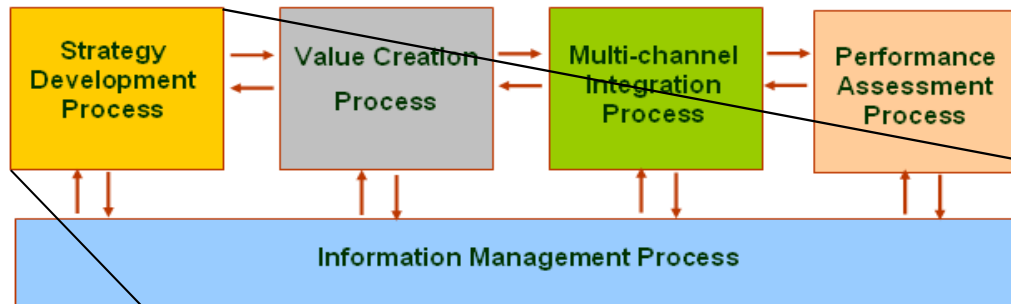 Strategy
Development
Process
Value Creation
Process
Multi-channel
Integration
Process
Performance
Assessment
Process
Information Management Process